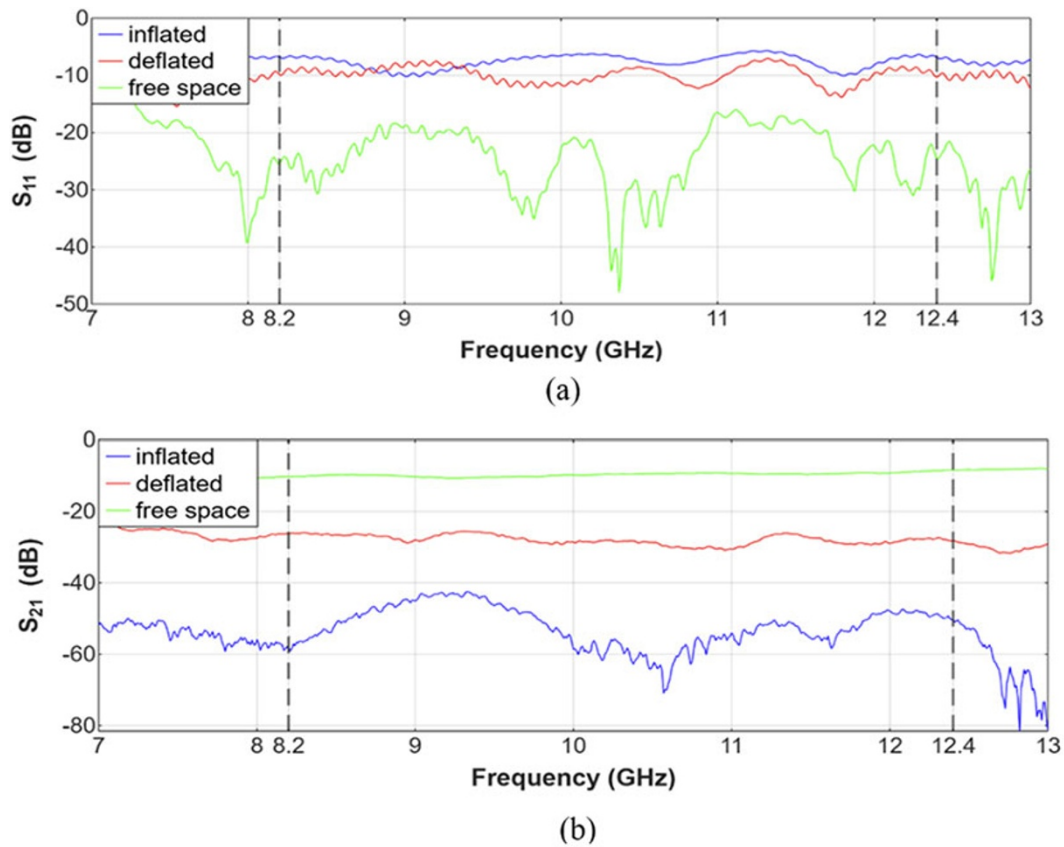 0
inflated
deflated
free space
-10
-20
-30
-40
-50
S11 (dB)
7 8 8.2 9 10 11 12 12.4 13
Frequency (GHz)
(a)
0
inflated
deflated
free space
-20
-40
-60
-80
S21 (dB)
7 8 8.2 9 10 11 12 12.4 13
Frequency (GHz)
(b)